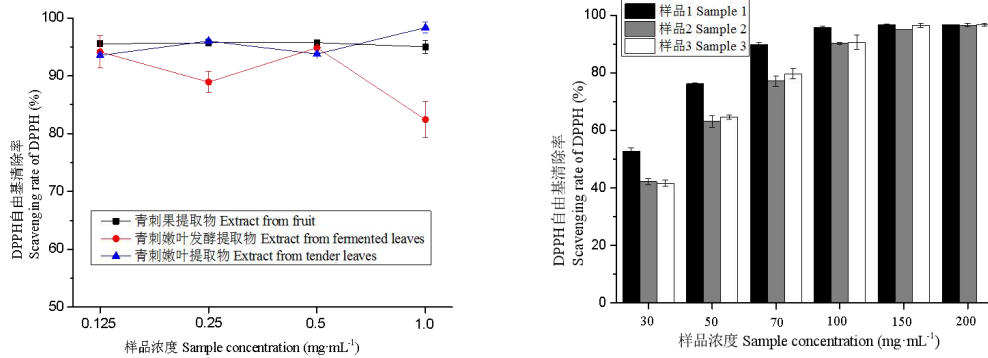 100
90
80
70
60
50
0.125
0.25
0.5
1.0
DPPH自由基清除率
Scavenging rate of DPPH (%)
青刺果提取物 Extract from fruit
青刺嫩叶发酵提取物 Extract from fermented leaves
青刺嫩叶提取物 Extract from tender leaves
样品浓度 Sample concentration (mg·mL⁻¹)
100
80
60
40
20
0
30
50
70
100
150
200
DPPH自由基清除率
Scavenging rate of DPPH (%)
样品1 Sample 1
样品2 Sample 2
样品3 Sample 3
样品浓度 Sample concentration (mg·mL⁻¹)